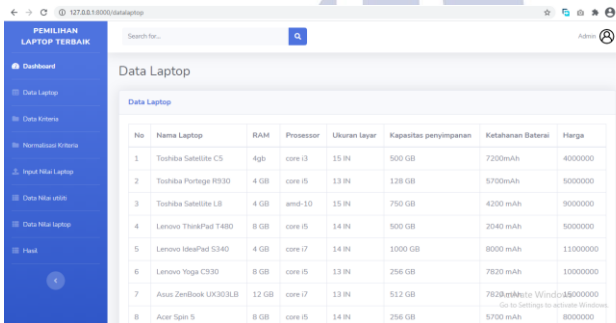 127.0.0.1:8000/datalaptop
PEMILIHAN
LAPTOP TERBAIK
Search for...
Admin
Dashboard
Data Laptop
Data Kriteria
Normalisasi Kriteria
Input Nilai Laptop
Data Nilai utiliti
Data Nilai laptop
Hasil
Data Laptop
Data Laptop
No Nama Laptop RAM Prosessor Ukuran layar Kapasitas penyimpanan Ketahanan Baterai Harga
1 Toshiba Satellite C5 4gb core i3 15 IN 500 GB 7200mAh 4000000
2 Toshiba Portege R930 4 GB core i5 13 IN 128 GB 5700mAh 5000000
3 Toshiba Satellite L8 4 GB amd-10 15 IN 750 GB 4200 mAh 9000000
4 Lenovo ThinkPad T480 8 GB core i5 14 IN 500 GB 2040 mAh 5000000
5 Lenovo IdeaPad S340 4 GB core i7 14 IN 1000 GB 8000 mAh 11000000
6 Lenovo Yoga C930 8 GB core i5 13 IN 256 GB 7820 mAh 10000000
7 Asus ZenBook UX303LB 12 GB core i7 13 IN 512 GB 7820 mAh 15000000
Activate Windows
Go to Settings to activate Windows.
8 Acer Spin 5 8 GB core i5 14 IN 256 GB 5700 mAh 8000000